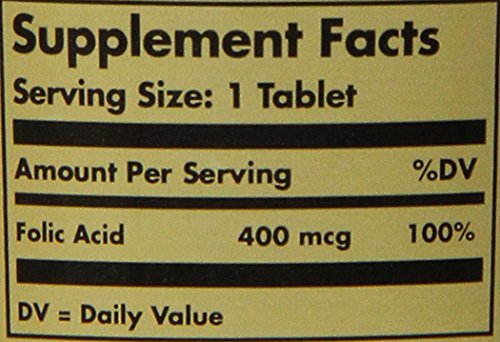 Supplement Facts
Serving Size: 1 Tablet
Amount Per Serving %DV
Folic Acid 400 mcg 100%
DV = Daily Value